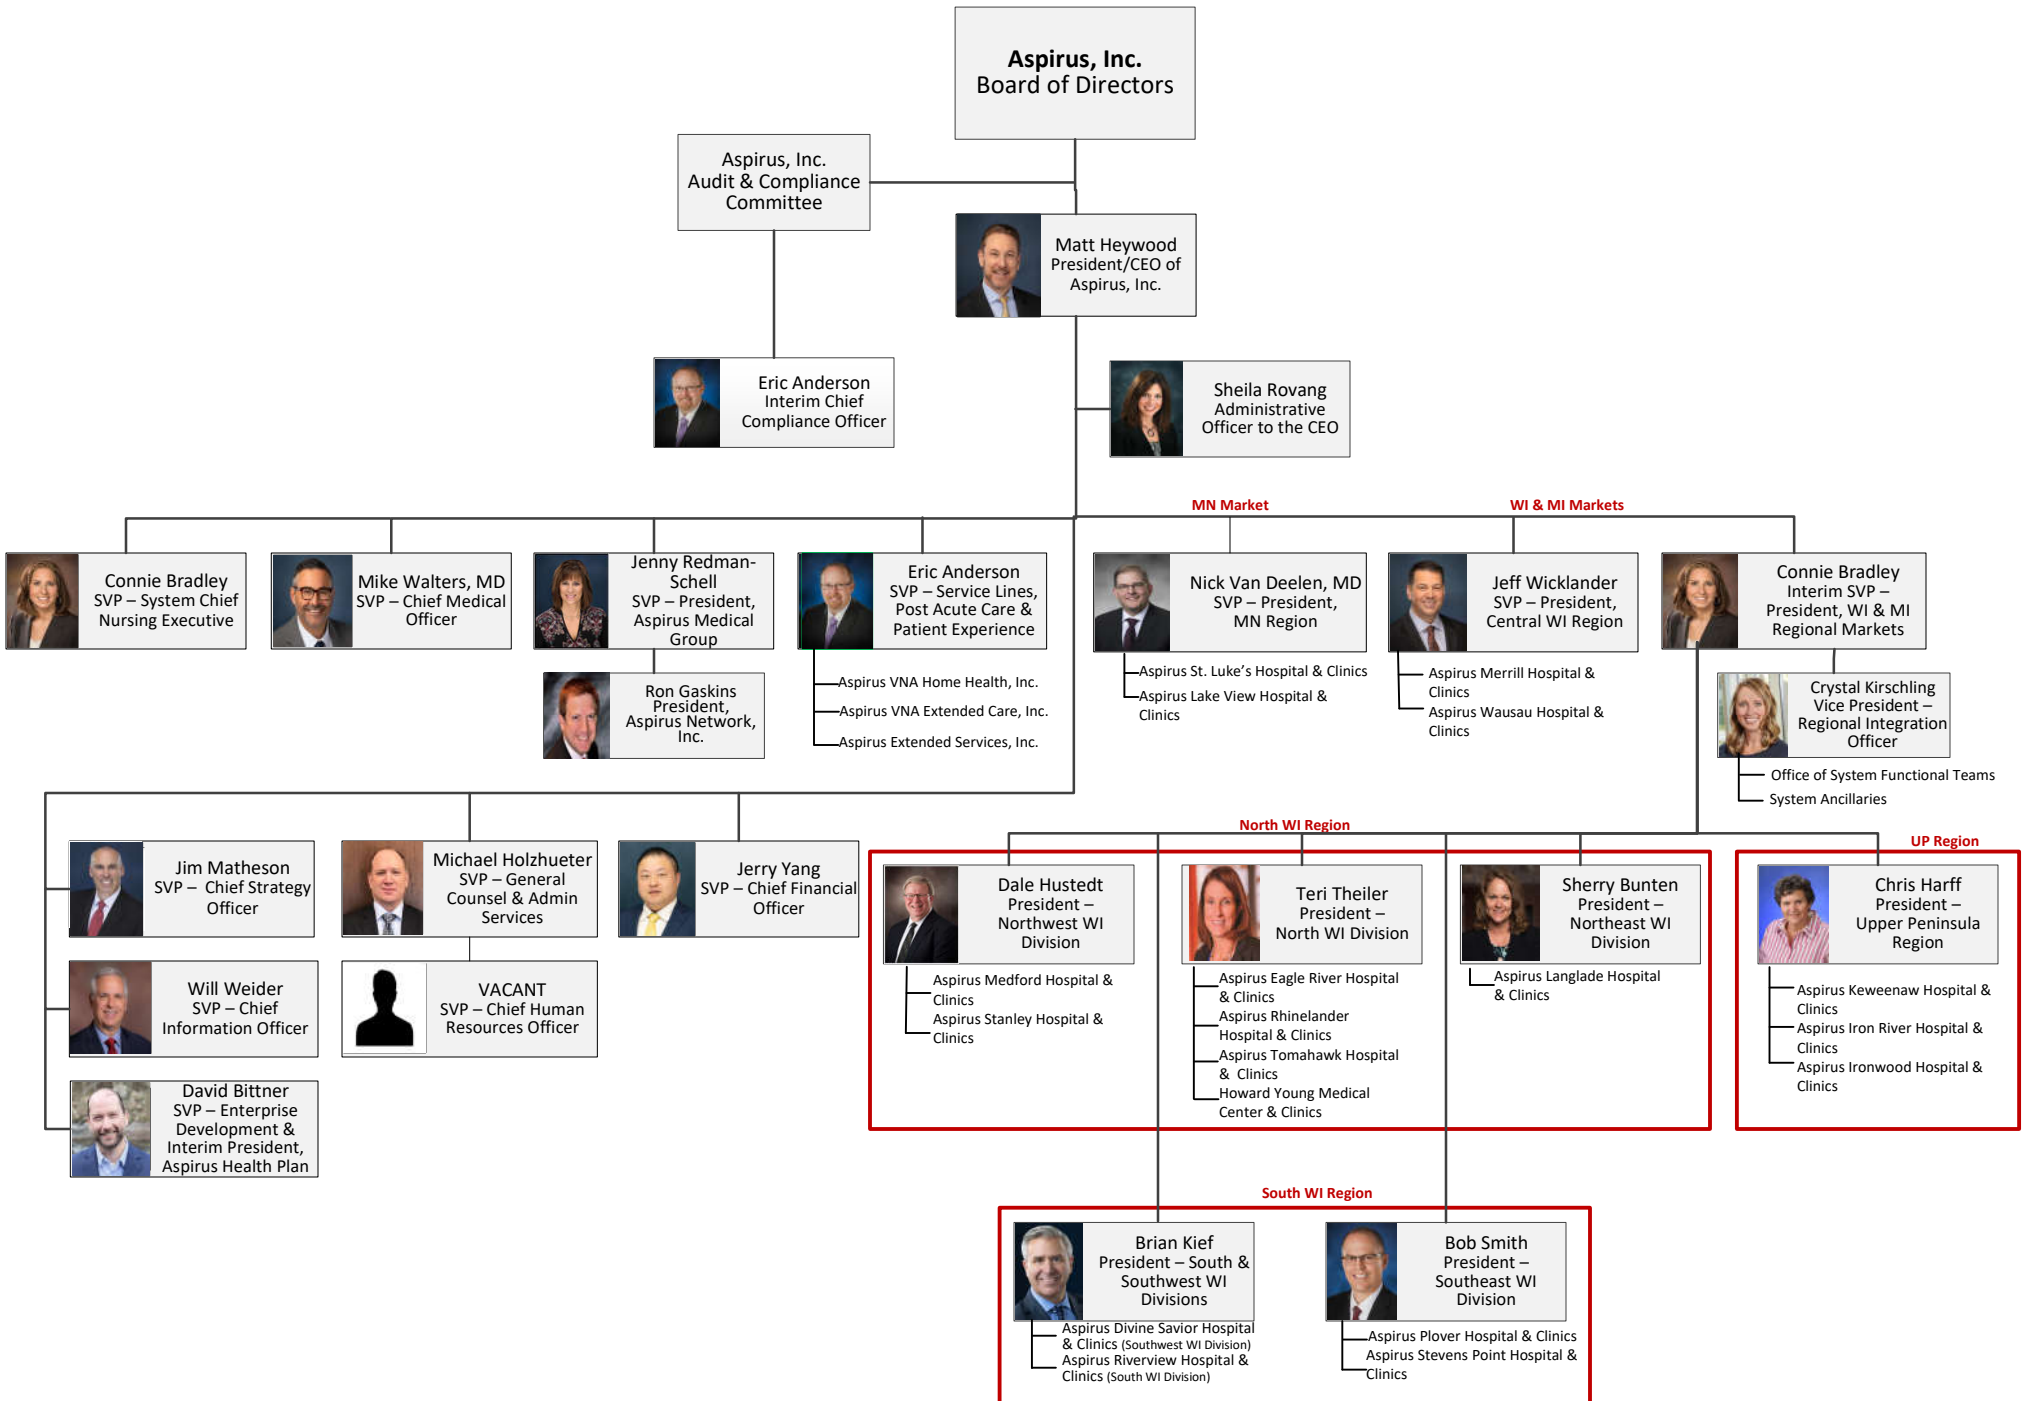 Aspirus, Inc.
Board of Directors
Aspirus, Inc.
Audit & Compliance
Committee
Matt Heywood
President/CEO of
Aspirus, Inc.
Eric Anderson
Interim Chief
Compliance Officer
Sheila Rovang
Administrative
Officer to the CEO
MN Market
WI & MI Markets
Connie Bradley
SVP – System Chief
Nursing Executive
Mike Walters, MD
SVP – Chief Medical
Officer
Jenny Redman-
Schell
SVP – President,
Aspirus Medical
Group
Eric Anderson
SVP – Service Lines,
Post Acute Care &
Patient Experience
Nick Van Deelen, MD
SVP – President,
MN Region
Jeff Wicklander
SVP – President,
Central WI Region
Connie Bradley
Interim SVP –
President, WI & MI
Regional Markets
Ron Gaskins
President,
Aspirus Network,
Inc.
Aspirus VNA Home Health, Inc.
Aspirus VNA Extended Care, Inc.
Aspirus Extended Services, Inc.
Aspirus St. Luke's Hospital & Clinics
Aspirus Lake View Hospital &
Clinics
Aspirus Merrill Hospital &
Clinics
Aspirus Wausau Hospital &
Clinics
Crystal Kirschling
Vice President –
Regional Integration
Officer
Office of System Functional Teams
System Ancillaries
Jim Matheson
SVP – Chief Strategy
Officer
Michael Holzhueter
SVP – General
Counsel & Admin
Services
Jerry Yang
SVP – Chief Financial
Officer
Will Weider
SVP – Chief
Information Officer
VACANT
SVP – Chief Human
Resources Officer
David Bittner
SVP – Enterprise
Development &
Interim President,
Aspirus Health Plan
North WI Region
UP Region
Dale Hustedt
President –
Northwest WI
Division
Teri Theiler
President –
North WI Division
Sherry Bunten
President –
Northeast WI
Division
Chris Harff
President –
Upper Peninsula
Region
Aspirus Medford Hospital &
Clinics
Aspirus Stanley Hospital &
Clinics
Aspirus Eagle River Hospital
& Clinics
Aspirus Rhinelander
Hospital & Clinics
Aspirus Tomahawk Hospital
& Clinics
Howard Young Medical
Center & Clinics
Aspirus Langlade Hospital
& Clinics
Aspirus Keweenaw Hospital &
Clinics
Aspirus Iron River Hospital &
Clinics
Aspirus Ironwood Hospital &
Clinics
South WI Region
Brian Kief
President – South &
Southwest WI
Divisions
Bob Smith
President –
Southeast WI
Division
Aspirus Divine Savior Hospital
& Clinics (Southwest WI Division)
Aspirus Riverview Hospital &
Clinics (South WI Division)
Aspirus Plover Hospital & Clinics
Aspirus Stevens Point Hospital &
Clinics